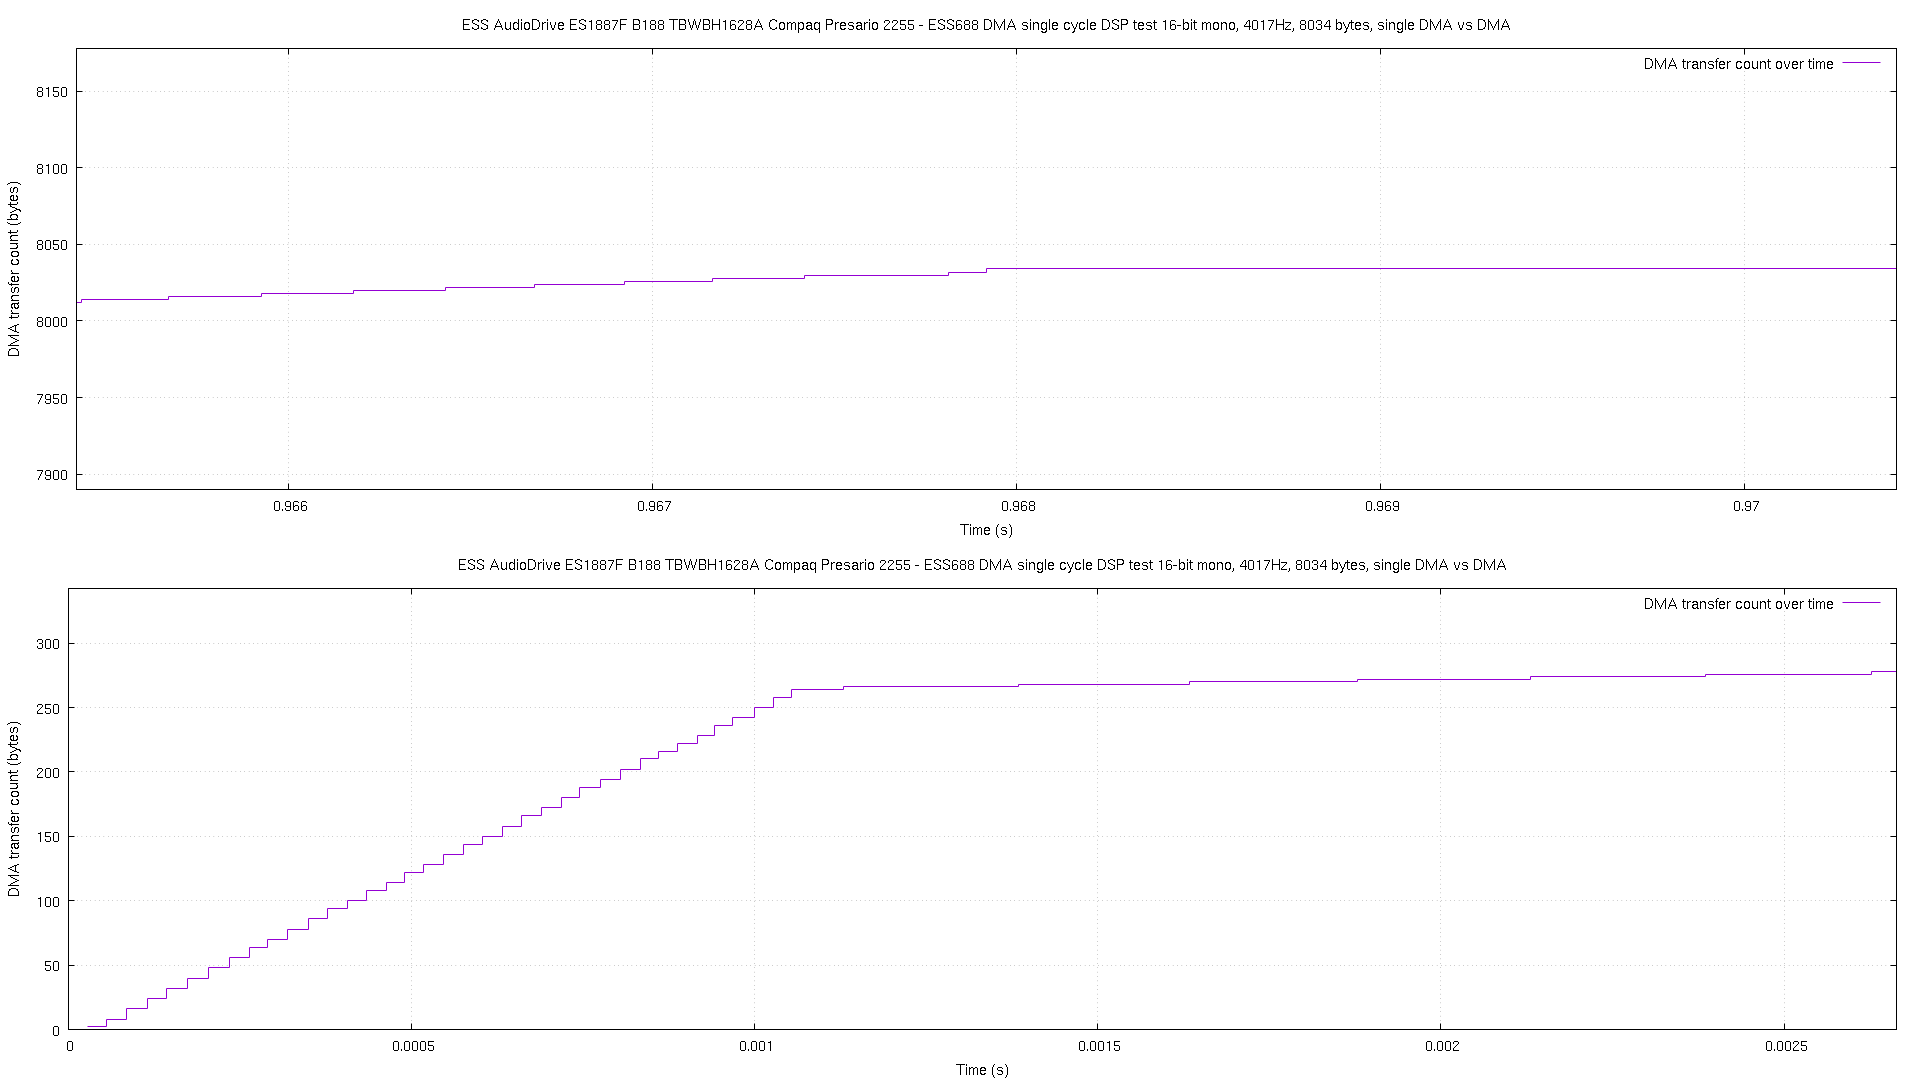 ESS AudioDrive ES1887F B188 TBWBH1628A Compaq Presario 2255 - ESS688 DMA single cycle DSP test 16-bit mono, 4017Hz, 8034 bytes, single DMA vs DMA
DMA transfer count over time
DMA transfer count (bytes)
8150
8100
8050
8000
7950
7900
0.966 0.967 0.968 0.969 0.97
Time (s)
ESS AudioDrive ES1887F B188 TBWBH1628A Compaq Presario 2255 - ESS688 DMA single cycle DSP test 16-bit mono, 4017Hz, 8034 bytes, single DMA vs DMA
DMA transfer count over time
DMA transfer count (bytes)
300
250
200
150
100
50
0
0 0.0005 0.001 0.0015 0.002 0.0025
Time (s)